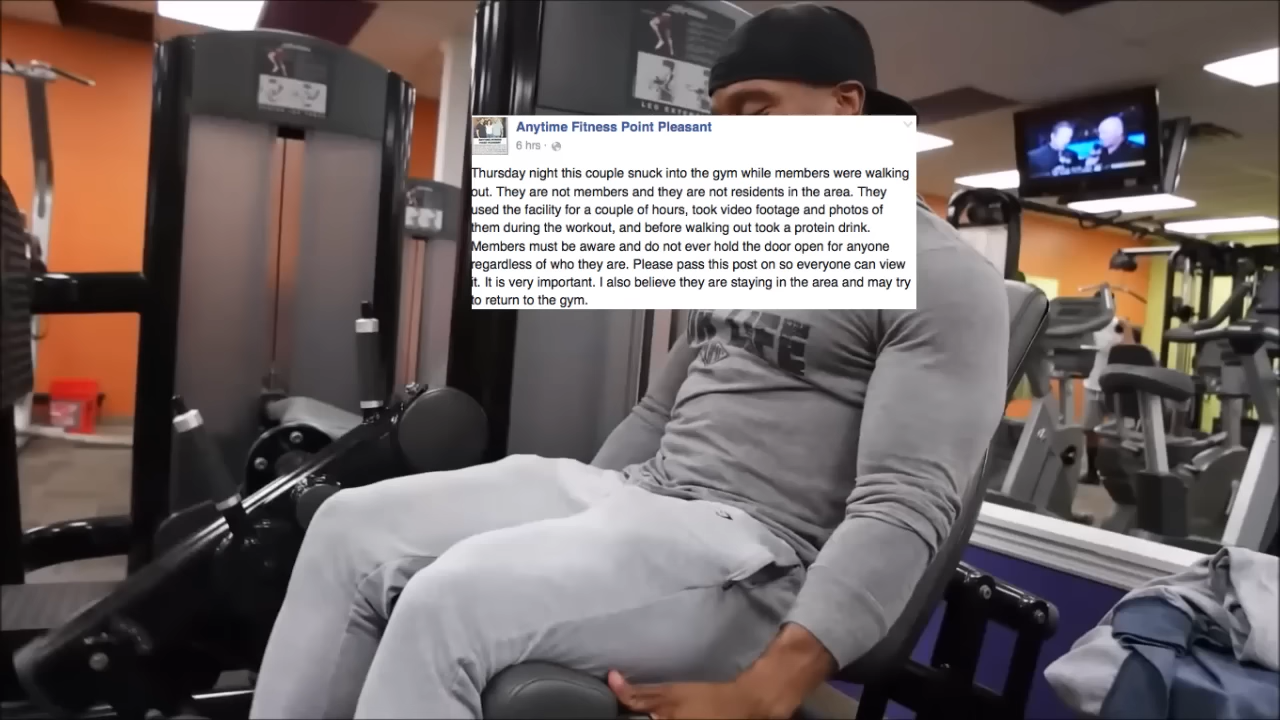 LEG EXTENS
Anytime Fitness Point Pleasant
6 hrs ·
Thursday night this couple snuck into the gym while members were walking
out. They are not members and they are not residents in the area. They
used the facility for a couple of hours, took video footage and photos of
them during the workout, and before walking out took a protein drink.
Members must be aware and do not ever hold the door open for anyone
regardless of who they are. Please pass this post on so everyone can view
it. It is very important. I also believe they are staying in the area and may try
to return to the gym.
LIFE